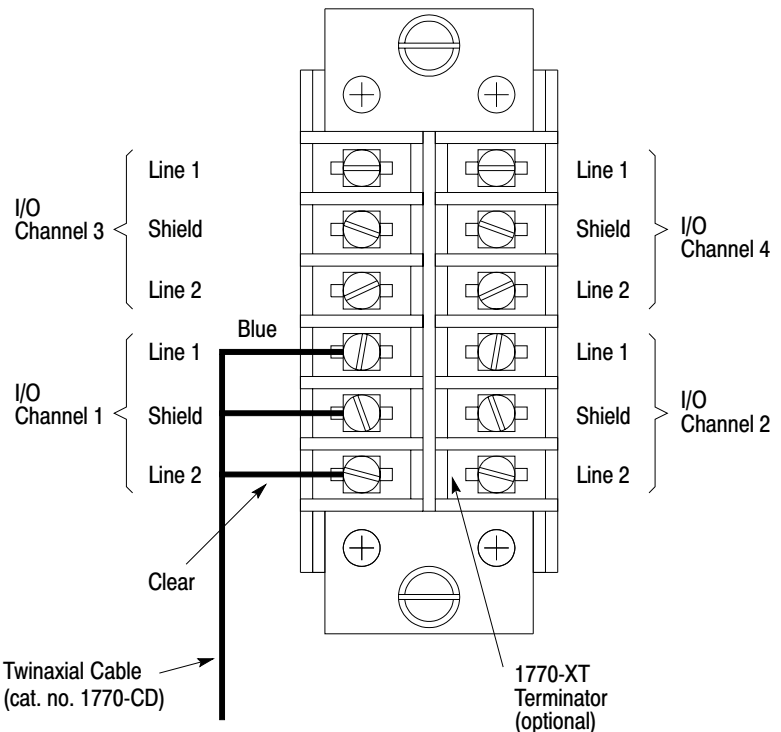 Line 1
Shield
Line 2
I/O
Channel 3
Line 1
Shield
Line 2
I/O
Channel 4
Blue
Line 1
Shield
Line 2
I/O
Channel 1
Line 1
Shield
Line 2
I/O
Channel 2
Clear
Twinaxial Cable
(cat. no. 1770-CD)
1770-XT
Terminator
(optional)